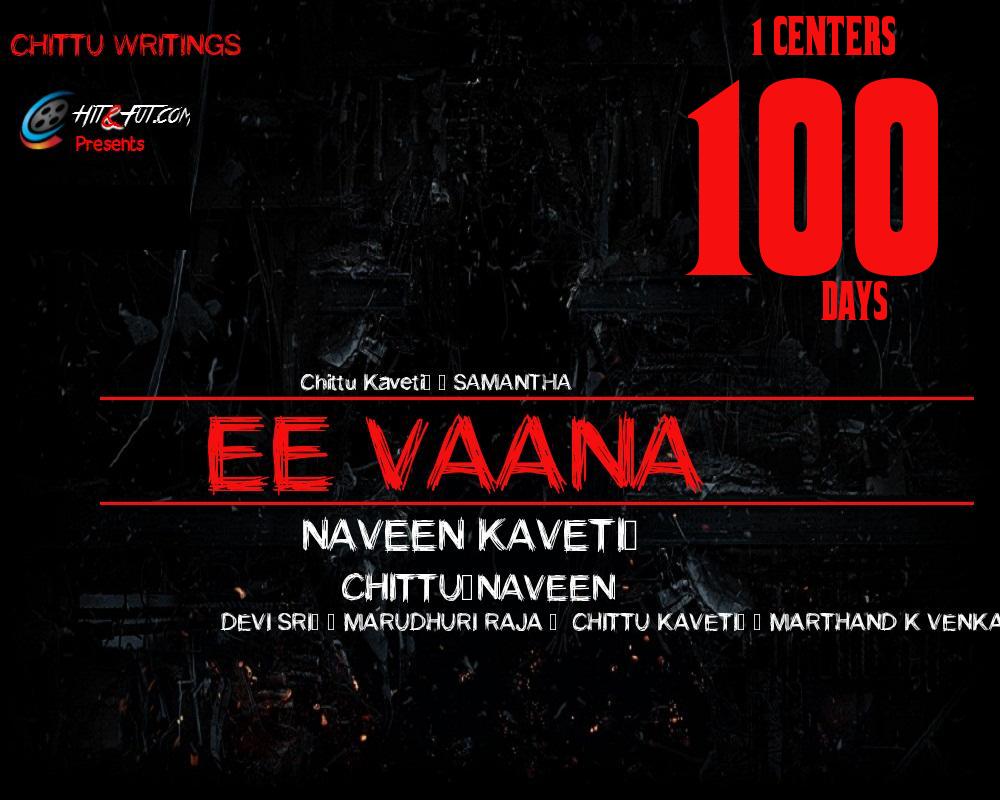 CHITTU WRITINGS
HIT&FUT.COM
Presents
1 CENTERS
100
DAYS
Chittu Kaveti SAMANTHA
EE VAANA
NAVEEN KAVETI
CHITTU NAVEEN
DEVI SRI MARUDHURI RAJA CHITTU KAVETI MARTHAND K VENKA